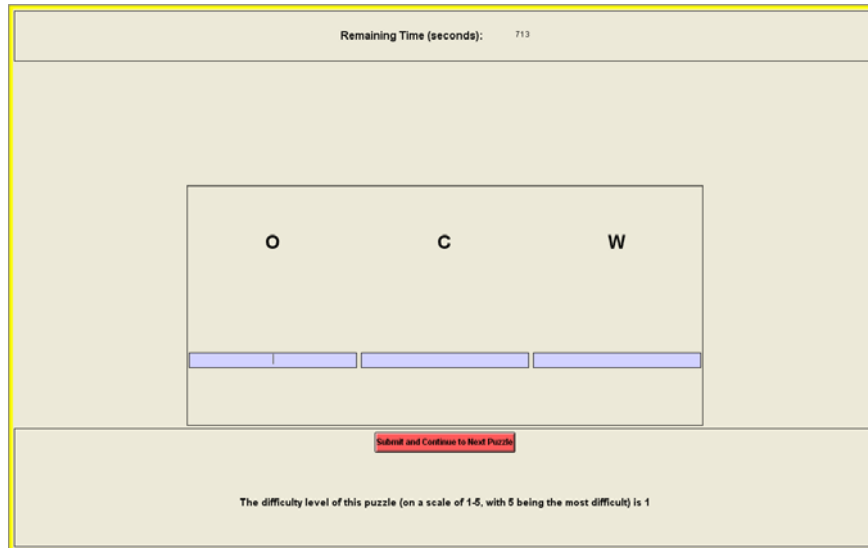 Remaining Time (seconds): 713
O C W
Submit and Continue to Next Puzzle
The difficulty level of this puzzle (on a scale of 1-5, with 5 being the most difficult) is 1